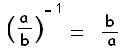 (a/b)^-1 = b/a